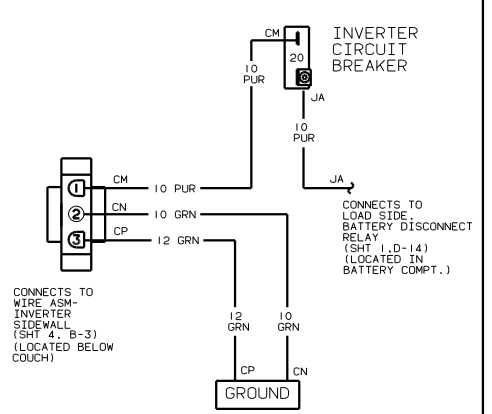 CM
INVERTER
CIRCUIT
BREAKER
20
10
PUR
JA
10
PUR
JA
CM
1
10 PUR
CN
2
10 GRN
CP
3
12 GRN
CONNECTS TO
LOAD SIDE.
BATTERY DISCONNECT
RELAY
(SHT 1,D-14)
(LOCATED IN
BATTERY COMPT.)
CONNECTS TO
WIRE ASM-
INVERTER
SIDEWALL
(SHT 4, B-3)
(LOCATED BELOW
COUCH)
12
GRN
10
GRN
CP
CN
GROUND